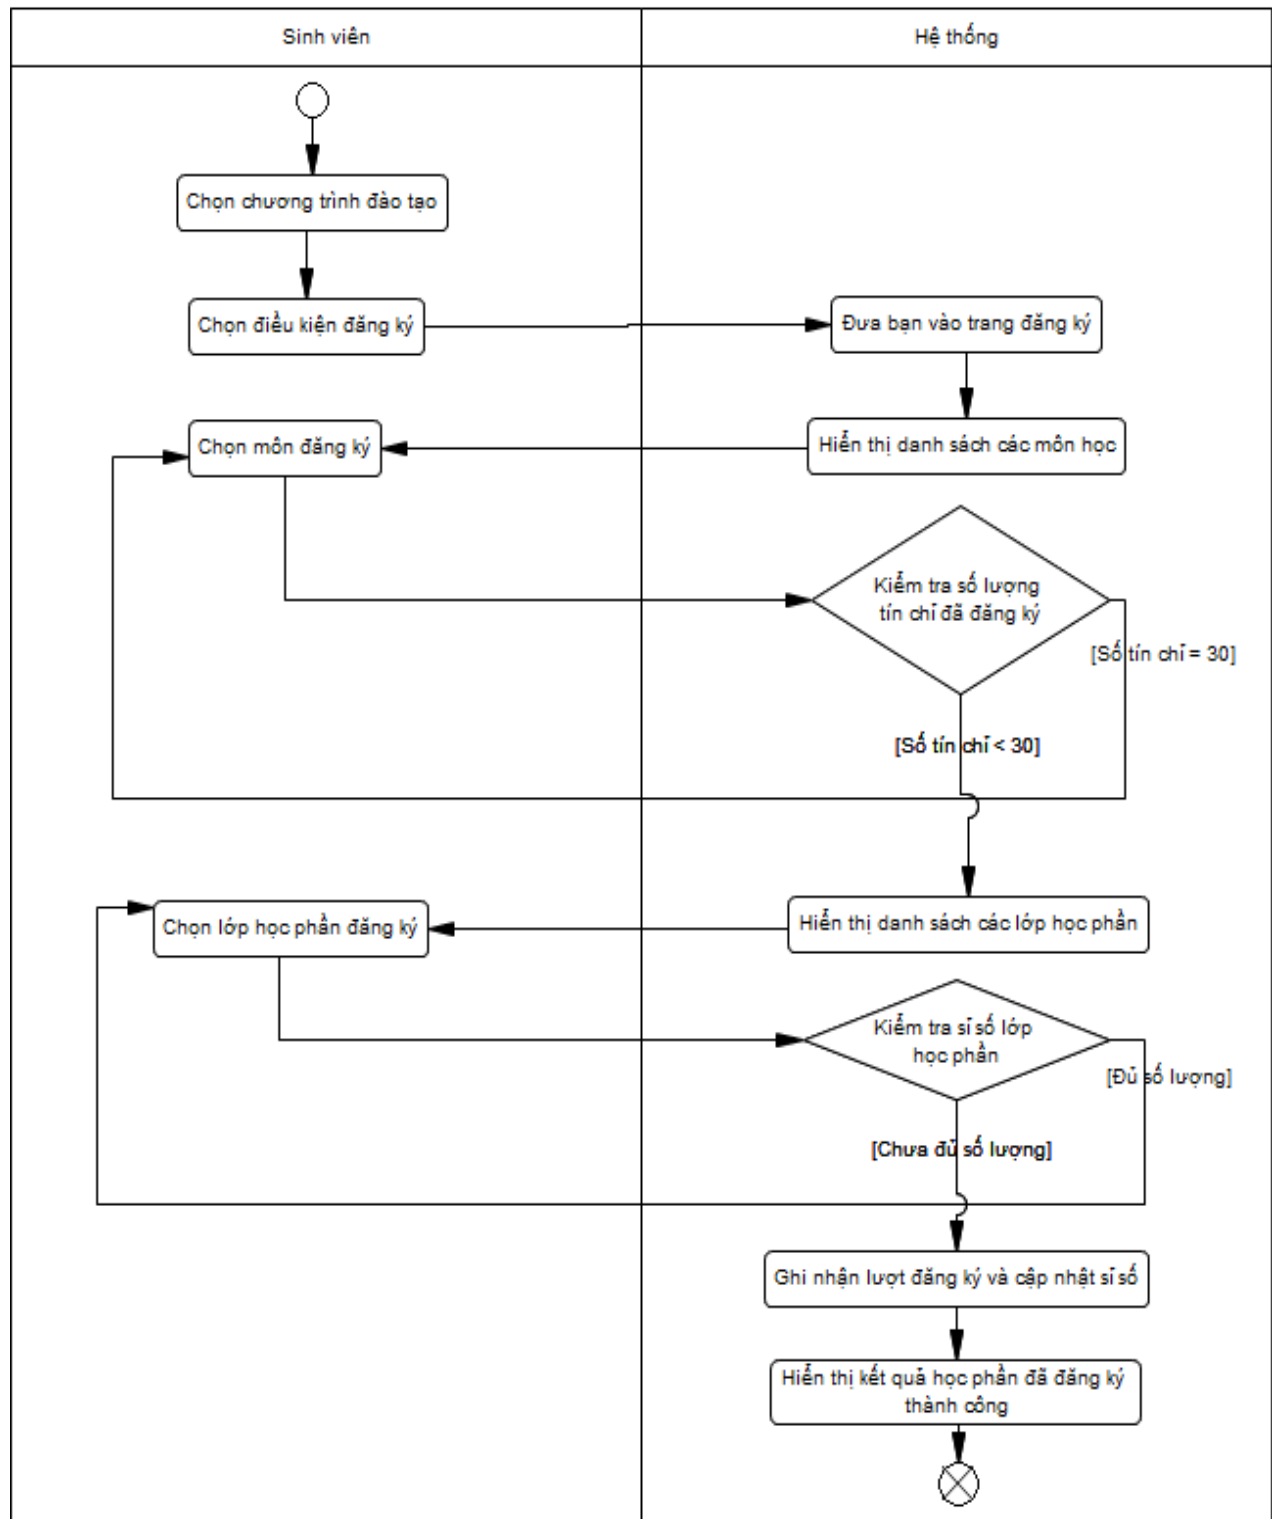 Sinh viên
Hệ thống
Chọn chương trình đào tạo
Chọn điều kiện đăng ký
Đưa bạn vào trang đăng ký
Chọn môn đăng ký
Hiển thị danh sách các môn học
Kiểm tra số lượng
tín chỉ đã đăng ký
[Số tín chỉ = 30]
[Số tín chỉ < 30]
Chọn lớp học phần đăng ký
Hiển thị danh sách các lớp học phần
Kiểm tra sĩ số lớp
học phần
[Đủ số lượng]
[Chưa đủ số lượng]
Ghi nhận lượt đăng ký và cập nhật sĩ số
Hiển thị kết quả học phần đã đăng ký
thành công